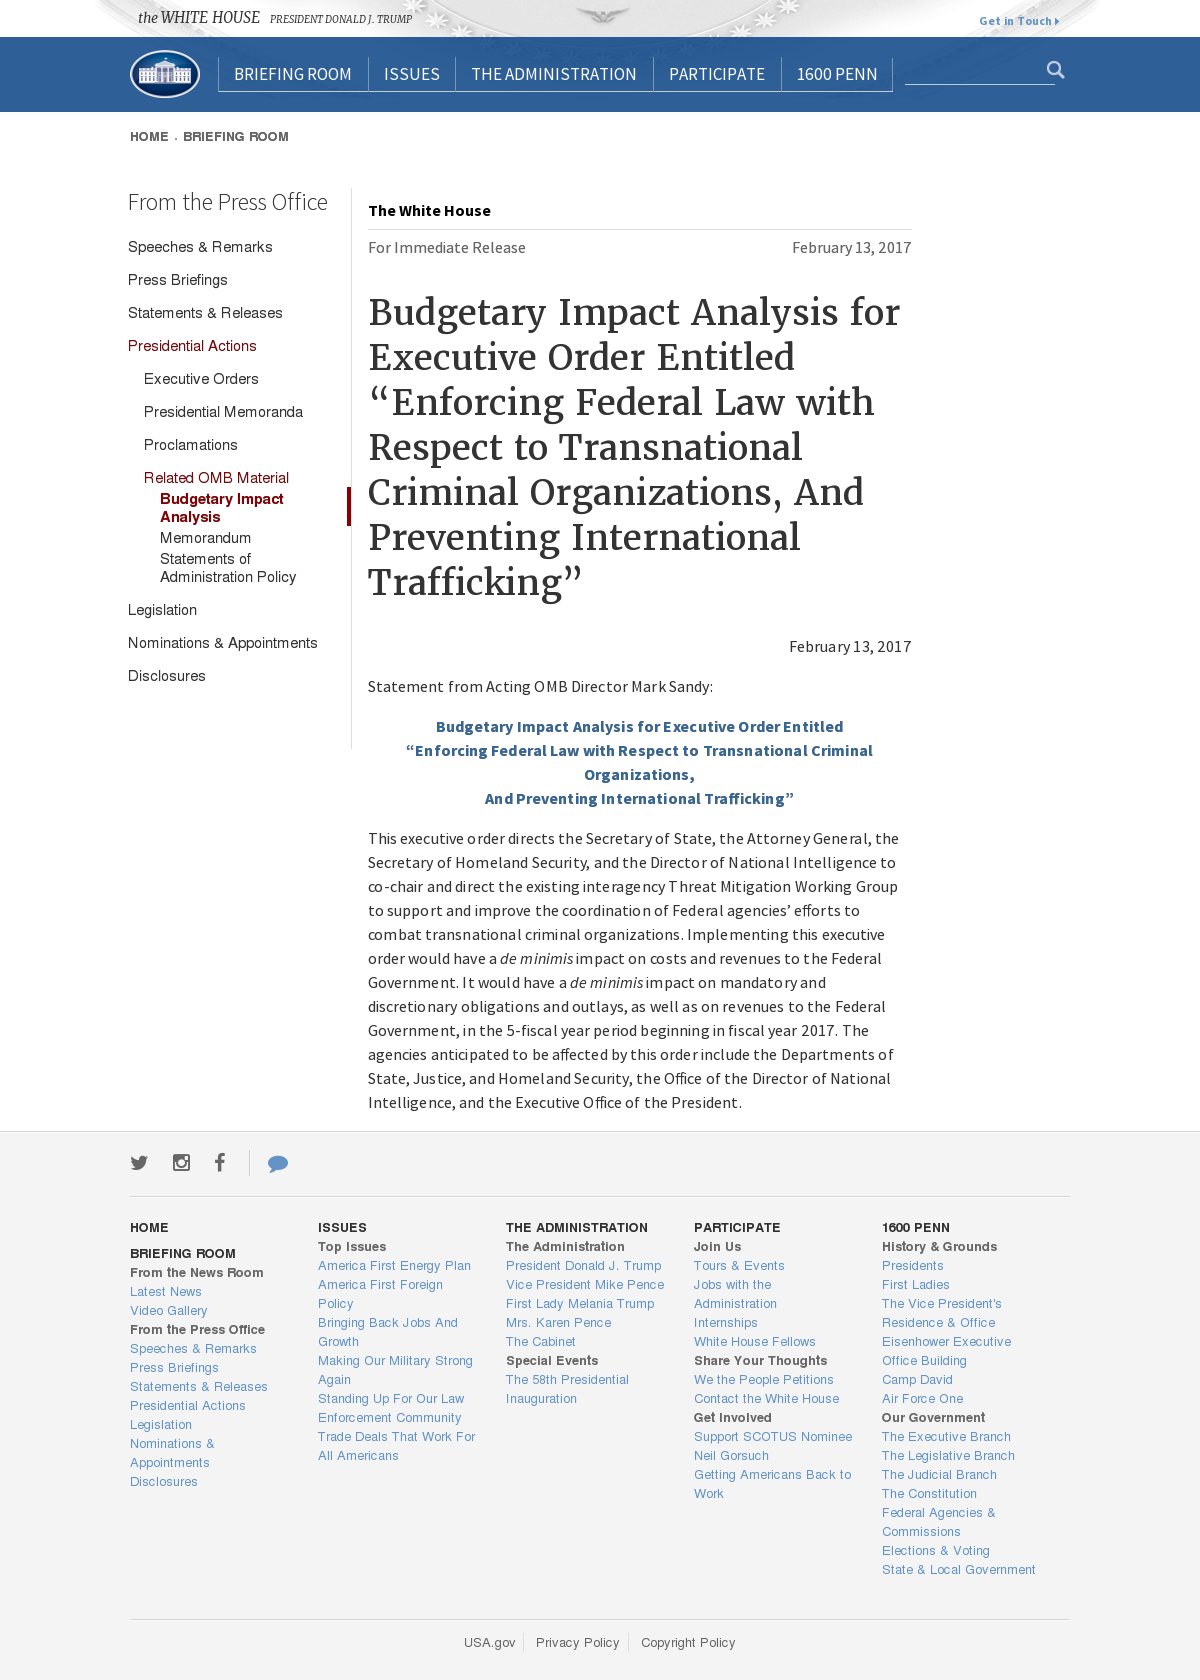 the WHITE HOUSE PRESIDENT DONALD J. TRUMP
Get in Touch
BRIEFING ROOM ISSUES THE ADMINISTRATION PARTICIPATE 1600 PENN
HOME . BRIEFING ROOM
From the Press Office
Speeches & Remarks
Press Briefings
Statements & Releases
Presidential Actions
Executive Orders
Presidential Memoranda
Proclamations
Related OMB Material
Budgetary Impact
Analysis
Memorandum
Statements of
Administration Policy
Legislation
Nominations & Appointments
Disclosures
The White House
For Immediate Release February 13, 2017
Budgetary Impact Analysis for
Executive Order Entitled
“Enforcing Federal Law with
Respect to Transnational
Criminal Organizations, And
Preventing International
Trafficking”
February 13, 2017
Statement from Acting OMB Director Mark Sandy:
Budgetary Impact Analysis for Executive Order Entitled
“Enforcing Federal Law with Respect to Transnational Criminal
Organizations,
And Preventing International Trafficking”
This executive order directs the Secretary of State, the Attorney General, the
Secretary of Homeland Security, and the Director of National Intelligence to
co-chair and direct the existing interagency Threat Mitigation Working Group
to support and improve the coordination of Federal agencies’ efforts to
combat transnational criminal organizations. Implementing this executive
order would have a de minimis impact on costs and revenues to the Federal
Government. It would have a de minimis impact on mandatory and
discretionary obligations and outlays, as well as on revenues to the Federal
Government, in the 5-fiscal year period beginning in fiscal year 2017. The
agencies anticipated to be affected by this order include the Departments of
State, Justice, and Homeland Security, the Office of the Director of National
Intelligence, and the Executive Office of the President.
HOME
BRIEFING ROOM
From the News Room
Latest News
Video Gallery
From the Press Office
Speeches & Remarks
Press Briefings
Statements & Releases
Presidential Actions
Legislation
Nominations &
Appointments
Disclosures
ISSUES
Top Issues
America First Energy Plan
America First Foreign
Policy
Bringing Back Jobs And
Growth
Making Our Military Strong
Again
Standing Up For Our Law
Enforcement Community
Trade Deals That Work For
All Americans
THE ADMINISTRATION
The Administration
President Donald J. Trump
Vice President Mike Pence
First Lady Melania Trump
Mrs. Karen Pence
The Cabinet
Special Events
The 58th Presidential
Inauguration
PARTICIPATE
Join Us
Tours & Events
Jobs with the
Administration
Internships
White House Fellows
Share Your Thoughts
We the People Petitions
Contact the White House
Get Involved
Support SCOTUS Nominee
Neil Gorsuch
Getting Americans Back to
Work
1600 PENN
History & Grounds
Presidents
First Ladies
The Vice President's
Residence & Office
Eisenhower Executive
Office Building
Camp David
Air Force One
Our Government
The Executive Branch
The Legislative Branch
The Judicial Branch
The Constitution
Federal Agencies &
Commissions
Elections & Voting
State & Local Government
USA.gov Privacy Policy Copyright Policy